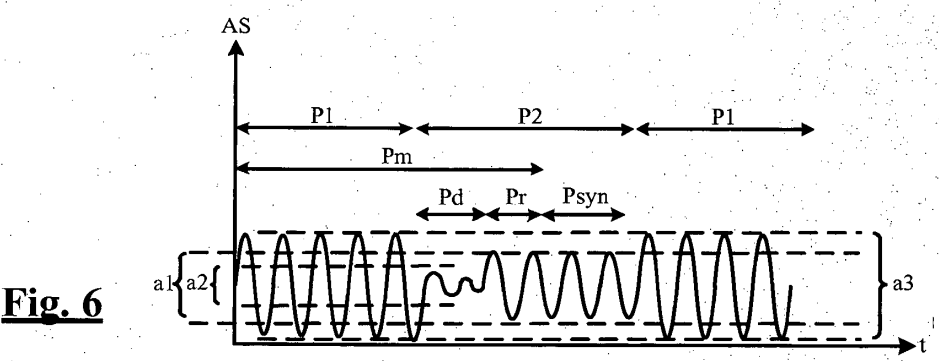 AS
P1 P2 P1
Pm
Pd Pr Psyn
a1 a2 a3
Fig. 6
t